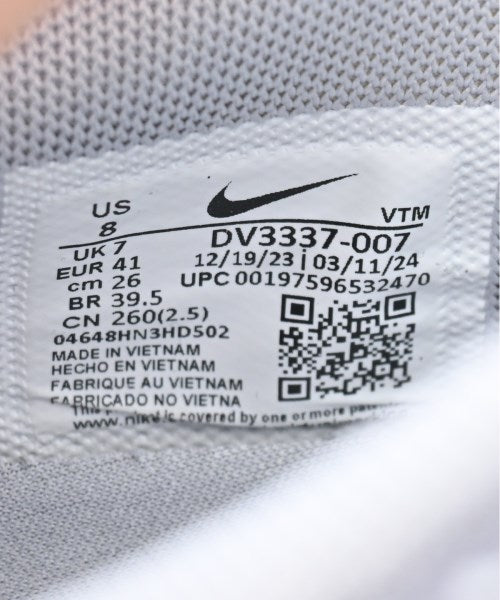 US
8
VTM
UK 7
DV3337-007
EUR 41
12/19/23 | 03/11/24
cm 26
UPC 00197596532470
BR 39.5
CN 260(2.5)
04648HN3HD502
MADE IN VIETNAM
HECHO EN VIETNAM
FABRIQUE AU VIETNAM
FABRICADO NO VIETNA
This
is covered by one or more